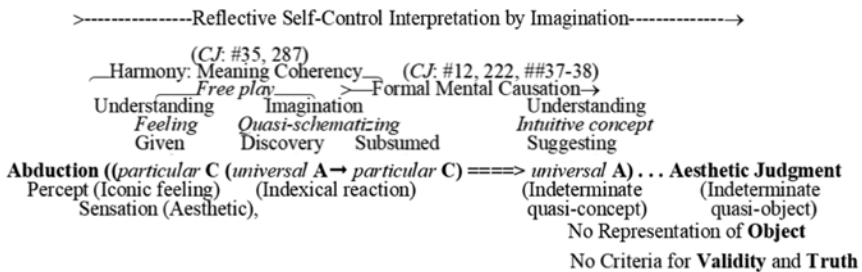 >----------------Reflective Self-Control Interpretation by Imagination--------------→
(CJ: #35, 287)
Harmony: Meaning Coherency (CJ: #12, 222, ##37-38)
Free play >—Formal Mental Causation→
Understanding Imagination Understanding
Feeling Quasi-schematizing Intuitive concept
Given Discovery Subsumed Suggesting
Abduction ((particular C (universal A→ particular C) ====> universal A) . . . Aesthetic Judgment
Percept (Iconic feeling) (Indexical reaction) (Indeterminate (Indeterminate
Sensation (Aesthetic), quasi-concept) quasi-object)
No Representation of Object
No Criteria for Validity and Truth